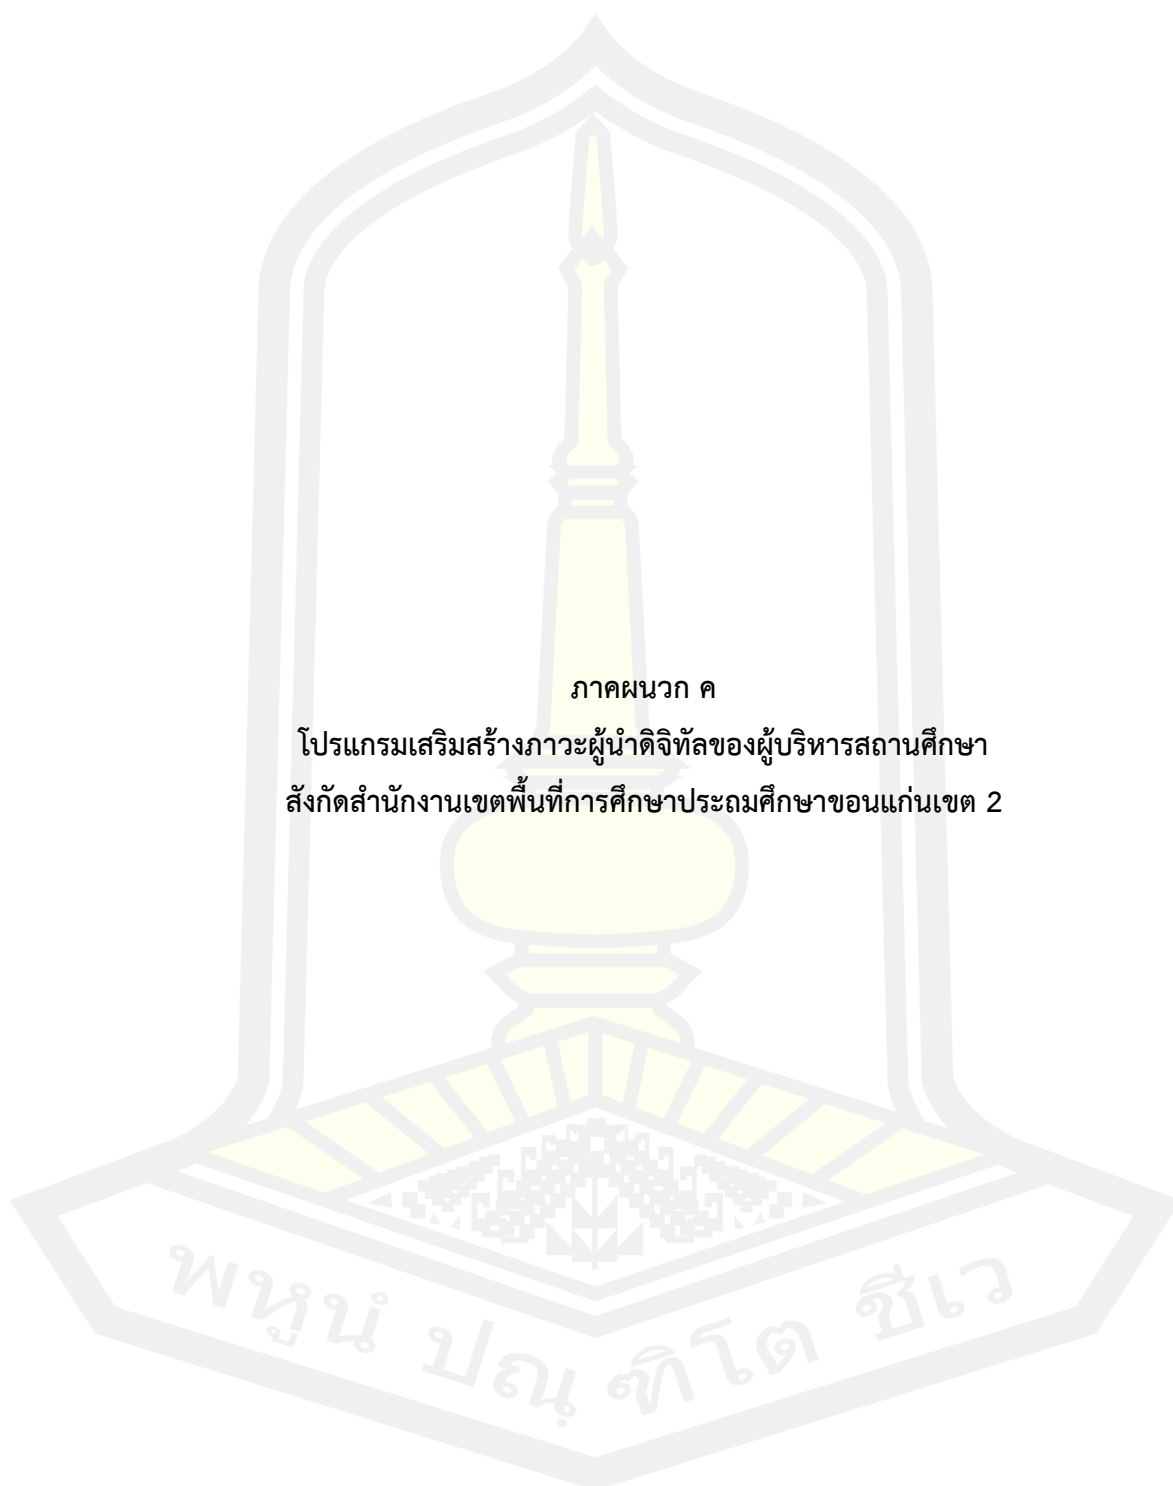 ภาคผนวก ค
โปรแกรมเสริมสร้างภาวะผู้นำดิจิทัลของผู้บริหารสถานศึกษา
สังกัดสำนักงานเขตพื้นที่การศึกษาประถมศึกษาขอนแก่นเขต 2
พหูนํ ปณฺฑิโต ชีเว